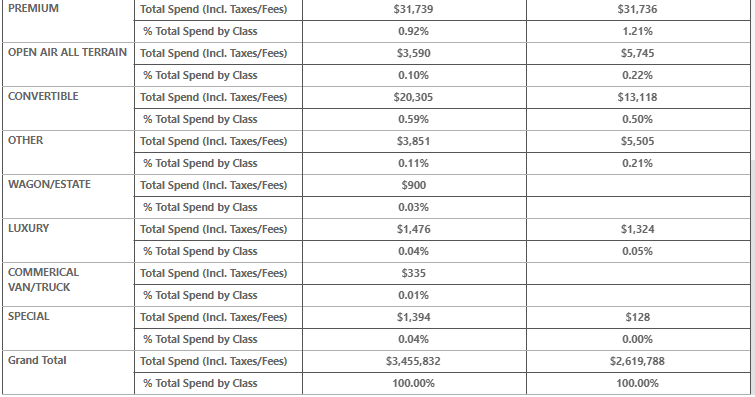 PREMIUM Total Spend (Incl. Taxes/Fees) $31,739 $31,736
% Total Spend by Class 0.92% 1.21%
OPEN AIR ALL TERRAIN Total Spend (Incl. Taxes/Fees) $3,590 $5,745
% Total Spend by Class 0.10% 0.22%
CONVERTIBLE Total Spend (Incl. Taxes/Fees) $20,305 $13,118
% Total Spend by Class 0.59% 0.50%
OTHER Total Spend (Incl. Taxes/Fees) $3,851 $5,505
% Total Spend by Class 0.11% 0.21%
WAGON/ESTATE Total Spend (Incl. Taxes/Fees) $900
% Total Spend by Class 0.03%
LUXURY Total Spend (Incl. Taxes/Fees) $1,476 $1,324
% Total Spend by Class 0.04% 0.05%
COMMERICAL Total Spend (Incl. Taxes/Fees) $335
VAN/TRUCK % Total Spend by Class 0.01%
SPECIAL Total Spend (Incl. Taxes/Fees) $1,394 $128
% Total Spend by Class 0.04% 0.00%
Grand Total Total Spend (Incl. Taxes/Fees) $3,455,832 $2,619,788
% Total Spend by Class 100.00% 100.00%